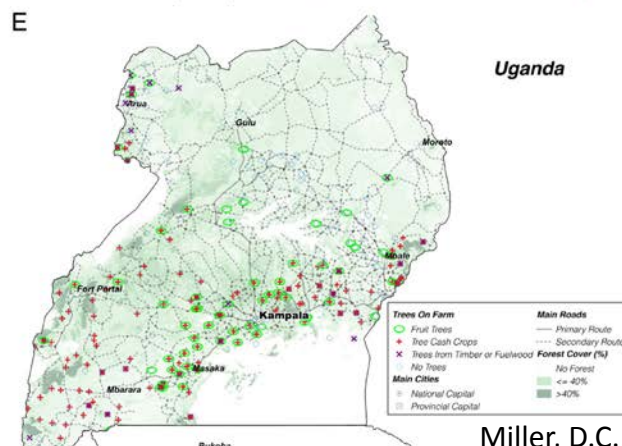 E
Uganda
Arua
Gulu
Moroto
Mbale
Fort Portal
Kampala
Masaka
Mbarara
Bukoba
Trees On Farm
Fruit Trees
Tree Cash Crops
Trees from Timber or Fuelwood
No Trees
Main Cities
National Capital
Provincial Capital
Main Roads
Primary Route
Secondary Route
Forest Cover (%)
No Forest
<= 40%
>40%
Miller, D.C.